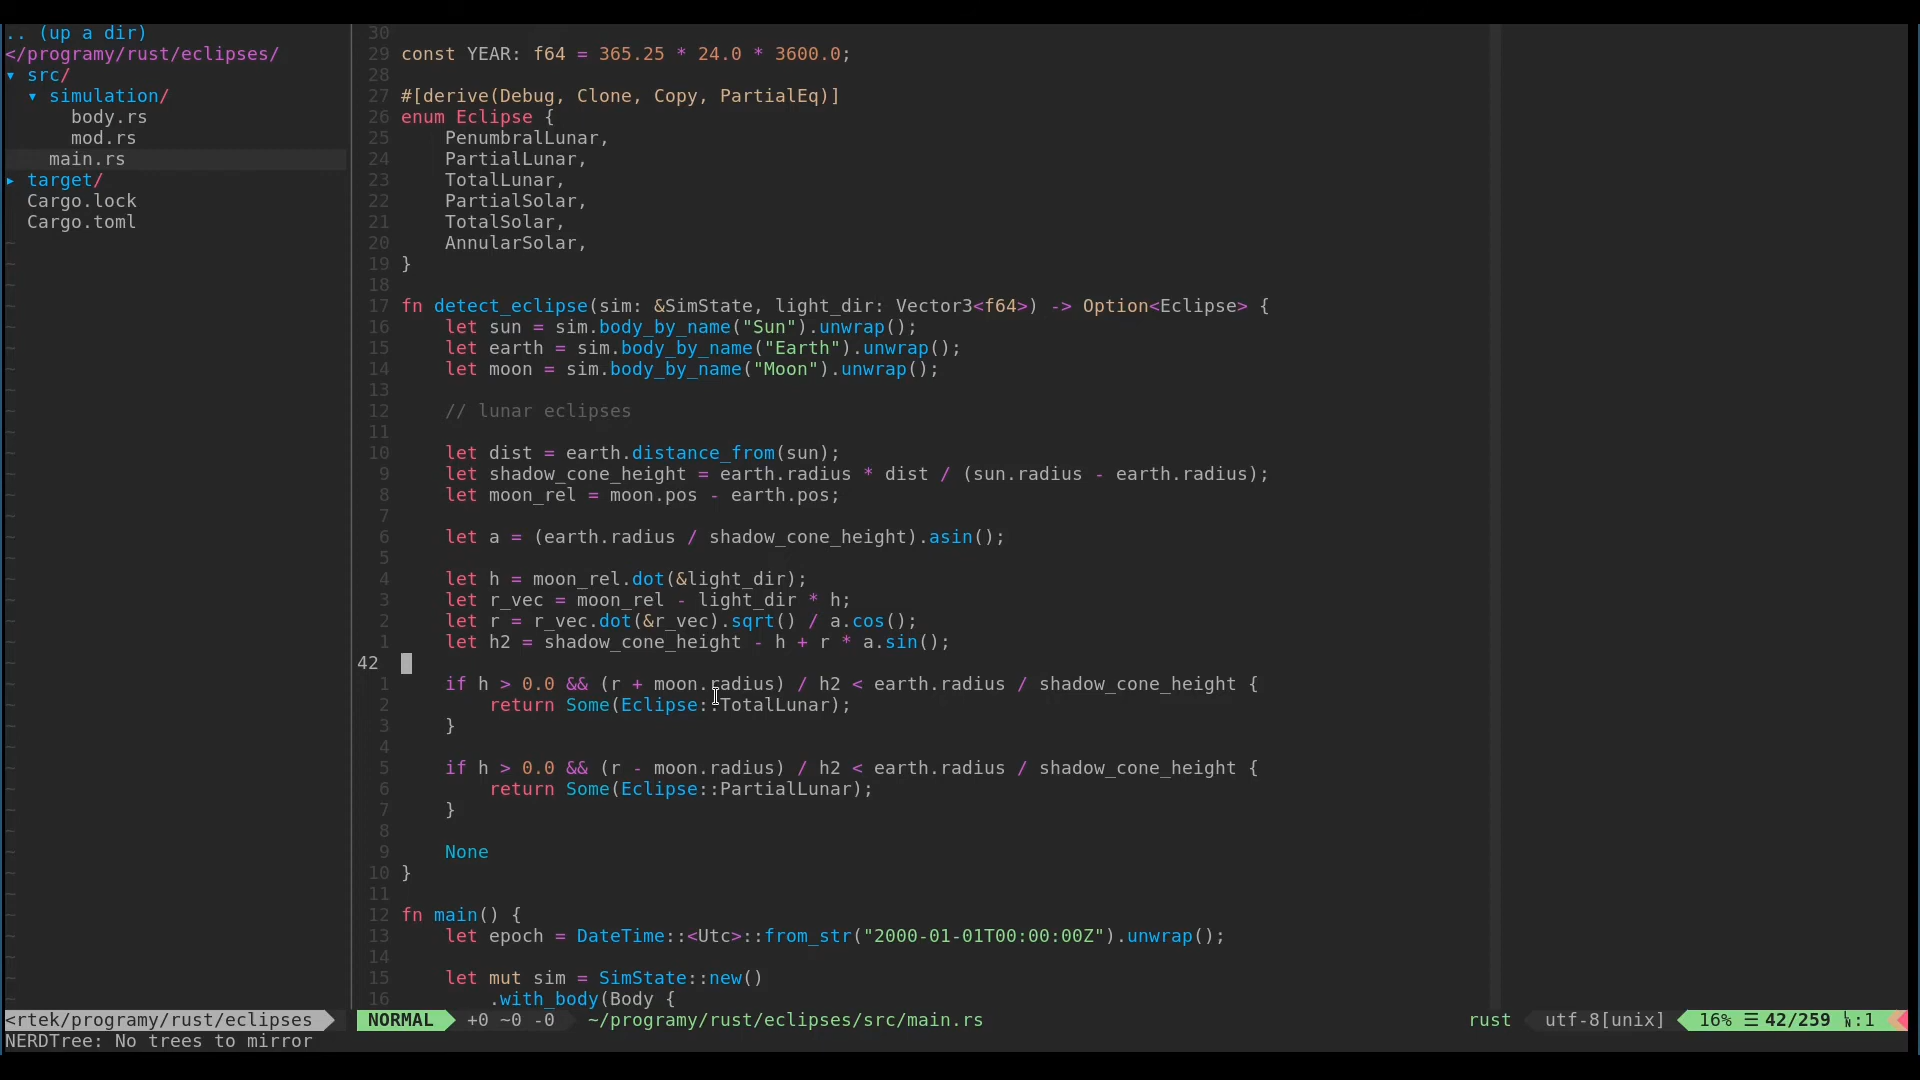 .. (up a dir)
</programy/rust/eclipses/
▾ src/
▾ simulation/
body.rs
mod.rs
main.rs
▸ target/
Cargo.lock
Cargo.toml
30
29 const YEAR: f64 = 365.25 * 24.0 * 3600.0;
28
27 #[derive(Debug, Clone, Copy, PartialEq)]
26 enum Eclipse {
25     PenumbralLunar,
24     PartialLunar,
23     TotalLunar,
22     PartialSolar,
21     TotalSolar,
20     AnnularSolar,
19 }
18
17 fn detect_eclipse(sim: &SimState, light_dir: Vector3<f64>) -> Option<Eclipse> {
16     let sun = sim.body_by_name("Sun").unwrap();
15     let earth = sim.body_by_name("Earth").unwrap();
14     let moon = sim.body_by_name("Moon").unwrap();
13
12     // lunar eclipses
11
10     let dist = earth.distance_from(sun);
9     let shadow_cone_height = earth.radius * dist / (sun.radius - earth.radius);
8     let moon_rel = moon.pos - earth.pos;
7
6     let a = (earth.radius / shadow_cone_height).asin();
5
4     let h = moon_rel.dot(&light_dir);
3     let r_vec = moon_rel - light_dir * h;
2     let r = r_vec.dot(&r_vec).sqrt() / a.cos();
1     let h2 = shadow_cone_height - h + r * a.sin();
42
1     if h > 0.0 && (r + moon.radius) / h2 < earth.radius / shadow_cone_height {
2         return Some(Eclipse::TotalLunar);
3     }
4
5     if h > 0.0 && (r - moon.radius) / h2 < earth.radius / shadow_cone_height {
6         return Some(Eclipse::PartialLunar);
7     }
8
9     None
10 }
11
12 fn main() {
13     let epoch = DateTime::<Utc>::from_str("2000-01-01T00:00:00Z").unwrap();
14
15     let mut sim = SimState::new()
16         .with_body(Body {
<rtek/programy/rust/eclipses NORMAL +0 ~0 -0 ~/programy/rust/eclipses/src/main.rs rust utf-8[unix] 16% ☰ 42/259 ㏑:1
NERDTree: No trees to mirror